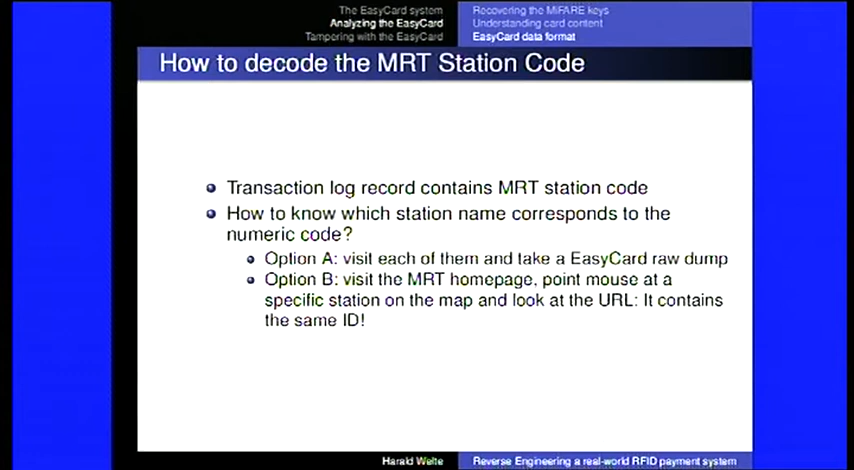 The EasyCard system
Analyzing the EasyCard
Tampering with the EasyCard
Recovering the MIFARE keys
Understanding card content
EasyCard data format
How to decode the MRT Station Code
Transaction log record contains MRT station code
How to know which station name corresponds to the
numeric code?
Option A: visit each of them and take a EasyCard raw dump
Option B: visit the MRT homepage, point mouse at a
specific station on the map and look at the URL: It contains
the same ID!
Harald Welte
Reverse Engineering a real-world RFID payment system